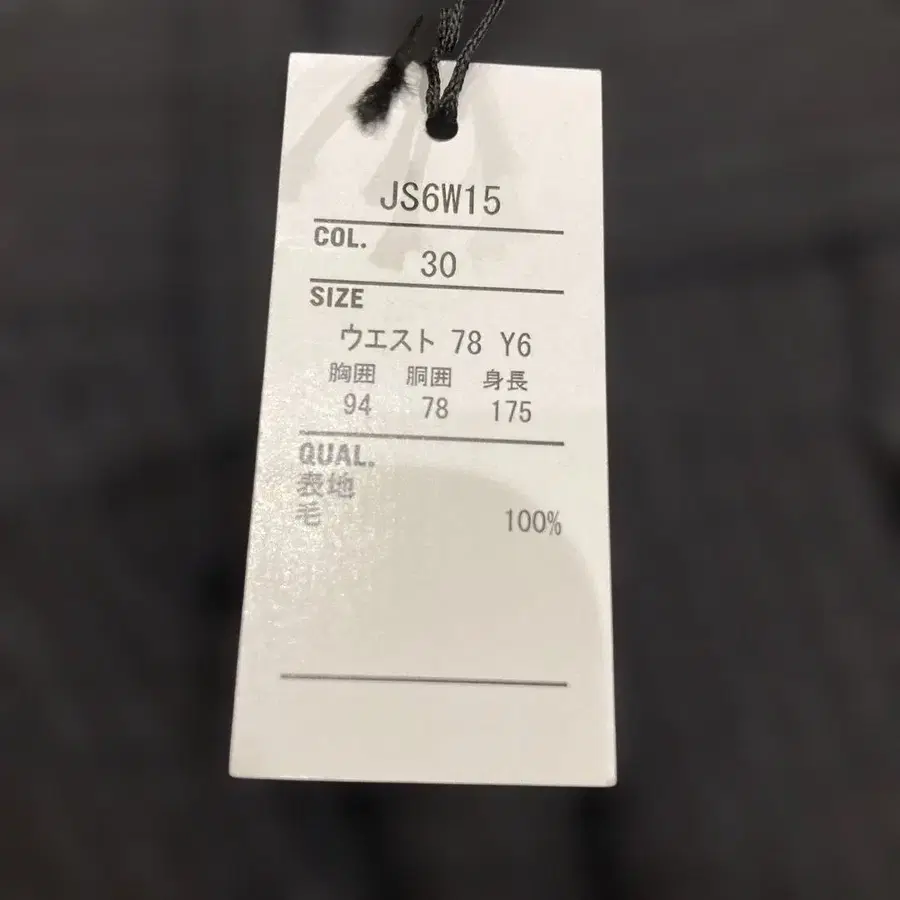 JS6W15
COL.
30
SIZE
ウエスト 78 Y6
胸囲 胴囲 身長
94 78 175
QUAL.
表地
毛 100%